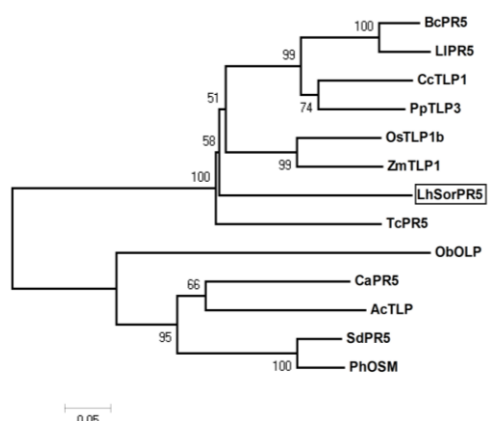 BcPR5
100
LIPR5
99
CcTLP1
74
PpTLP3
51
OsTLP1b
58
99
ZmTLP1
100
LhSorPR5
TcPR5
ObOLP
CaPR5
66
AcTLP
95
SdPR5
100
PhOSM
0.05